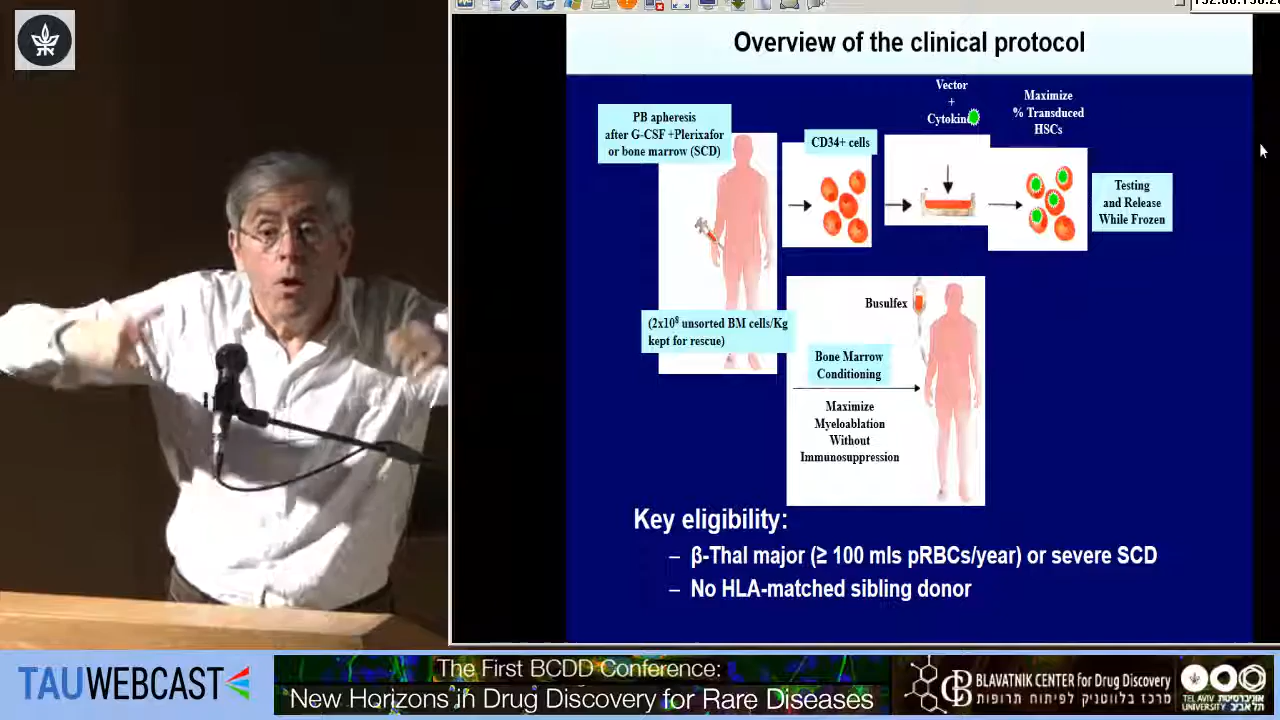 Overview of the clinical protocol
PB apheresis
after G-CSF +Plerixafor
or bone marrow (SCD)
CD34+ cells
Vector
+
Maximize
% Transduced
HSCs
Testing
and Release
While Frozen
(2x10⁸ unsorted BM cells/Kg
kept for rescue)
Busulfex
Bone Marrow
Conditioning
Maximize
Myeloablation
Without
Immunosuppression
Key eligibility:
– β-Thal major (≥ 100 mls pRBCs/year) or severe SCD
– No HLA-matched sibling donor
TAUWEBCAST
The First BCDD Conference:
New Horizons in Drug Discovery for Rare Diseases
BLAVATNIK CENTER for Drug Discovery
מרכז בלווטניק לפיתוח תרופות
TEL AVIV
UNIVERSITY
אוניברסיטת
תל אביב